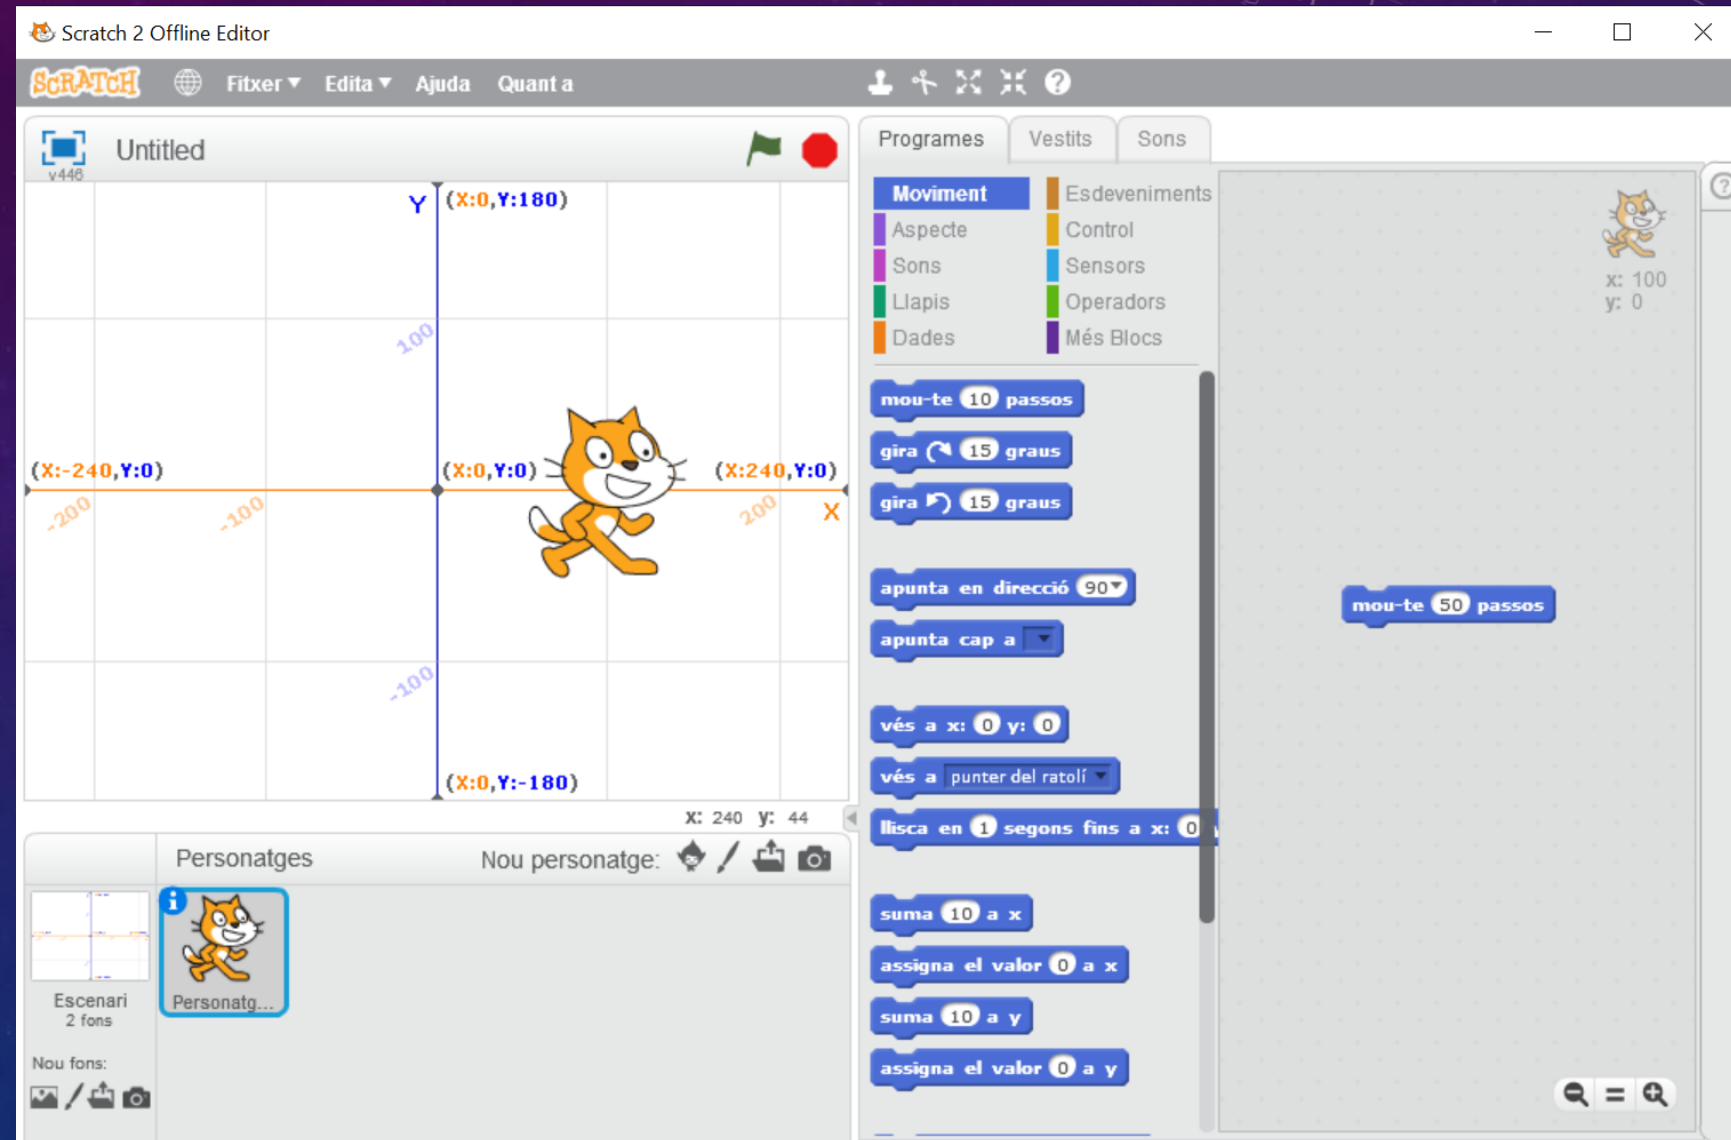 Scratch 2 Offline Editor
SCRATCH Fitxer Edita Ajuda Quant a
v446 Untitled
Y (X:0,Y:180)
100
(X:-240,Y:0) (X:0,Y:0) (X:240,Y:0)
-200 -100 200 X
-100
(X:0,Y:-180)
X: 240 y: 44
Personatges Nou personatge:
Escenari
2 fons
Personatg...
Nou fons:
Programes Vestits Sons
Moviment Esdeveniments
Aspecte Control
Sons Sensors
Llapis Operadors
Dades Més Blocs
mou-te 10 passos
gira 15 graus
gira 15 graus
apunta en direcció 90
apunta cap a
vés a x: 0 y: 0
vés a punter del ratolí
llisca en 1 segons fins a x: 0
suma 10 a x
assigna el valor 0 a x
suma 10 a y
assigna el valor 0 a y
x: 100
y: 0
mou-te 50 passos